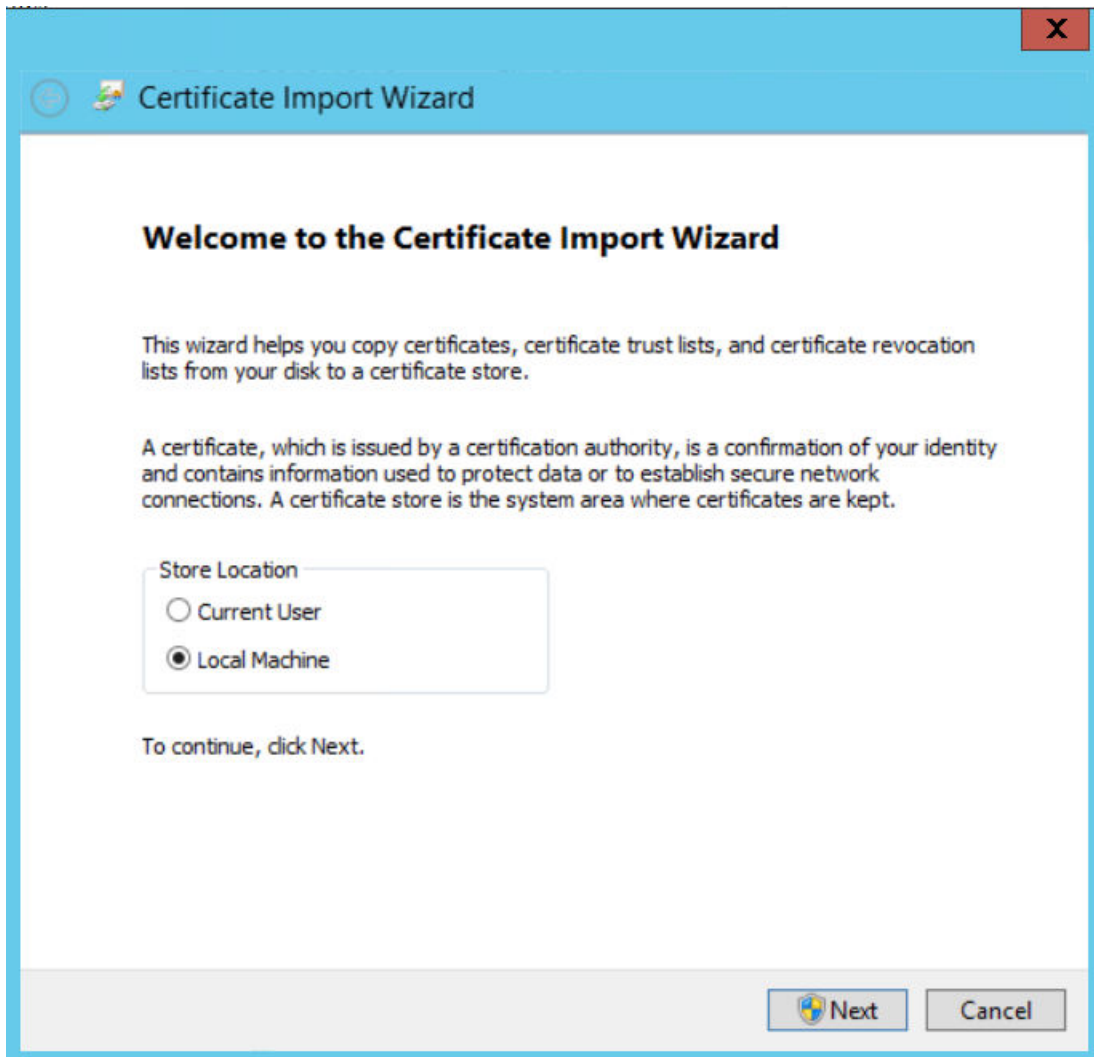 X
Certificate Import Wizard
Welcome to the Certificate Import Wizard
This wizard helps you copy certificates, certificate trust lists, and certificate revocation
lists from your disk to a certificate store.
A certificate, which is issued by a certification authority, is a confirmation of your identity
and contains information used to protect data or to establish secure network
connections. A certificate store is the system area where certificates are kept.
Store Location
Current User
Local Machine
To continue, click Next.
Next
Cancel